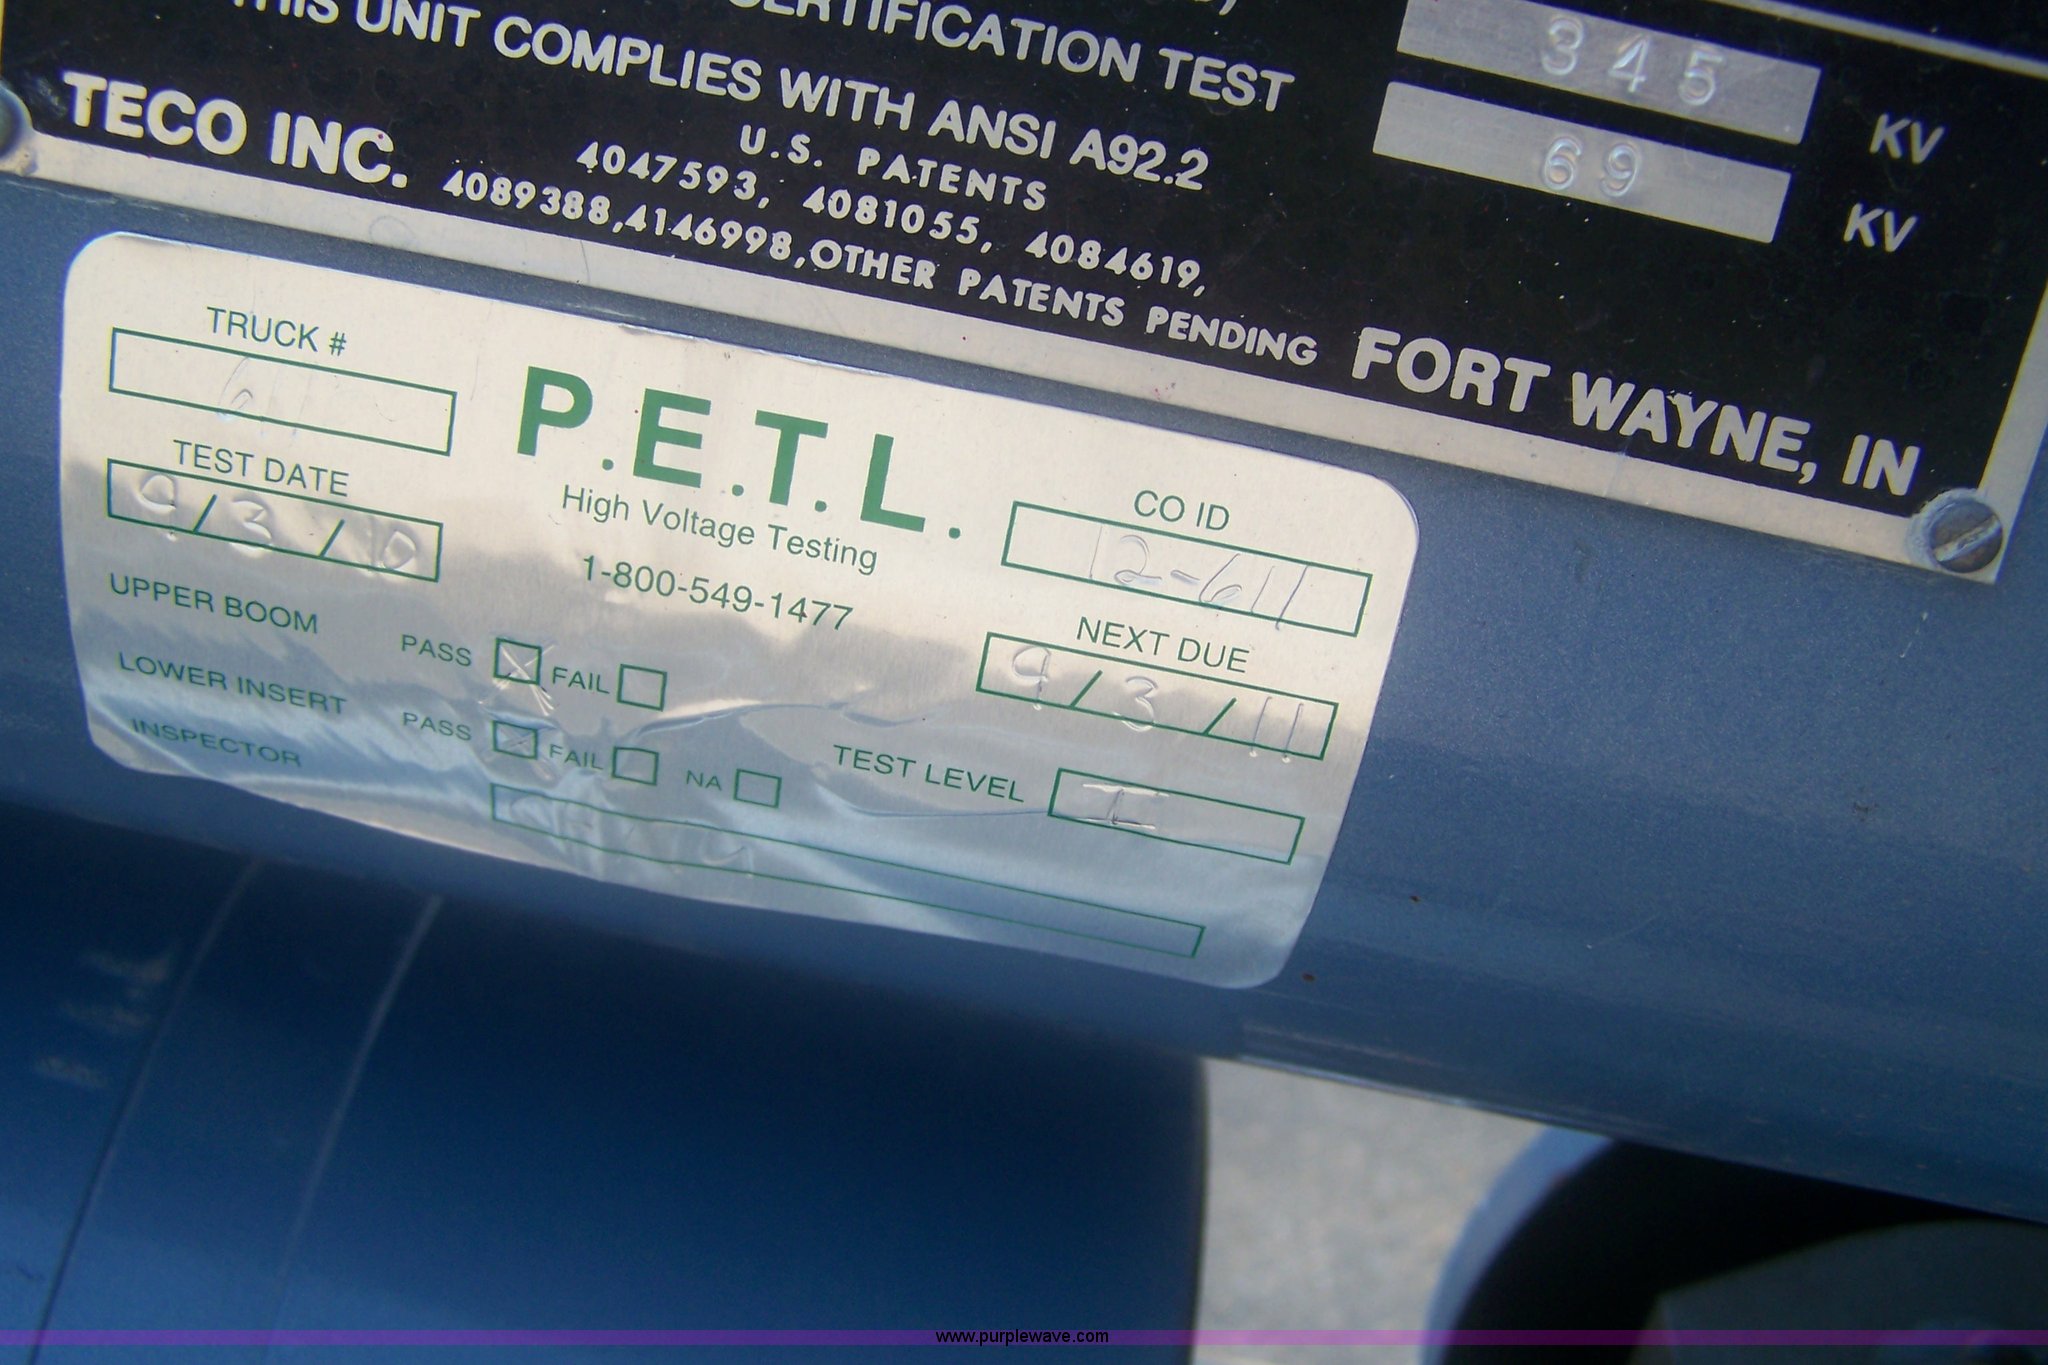 CERTIFICATION TEST
345 KV
THIS UNIT COMPLIES WITH ANSI A92.2
69 KV
U.S. PATENTS
4047593, 4081055, 4084619,
4089388,4146998,OTHER PATENTS PENDING
TECO INC.
FORT WAYNE, IN
TRUCK #
611
TEST DATE
9/3/10
P.E.T.L.
High Voltage Testing
1-800-549-1477
CO ID
12-611
NEXT DUE
9/3/11
UPPER BOOM PASS X FAIL
LOWER INSERT PASS X FAIL NA
TEST LEVEL I
INSPECTOR
www.purplewave.com